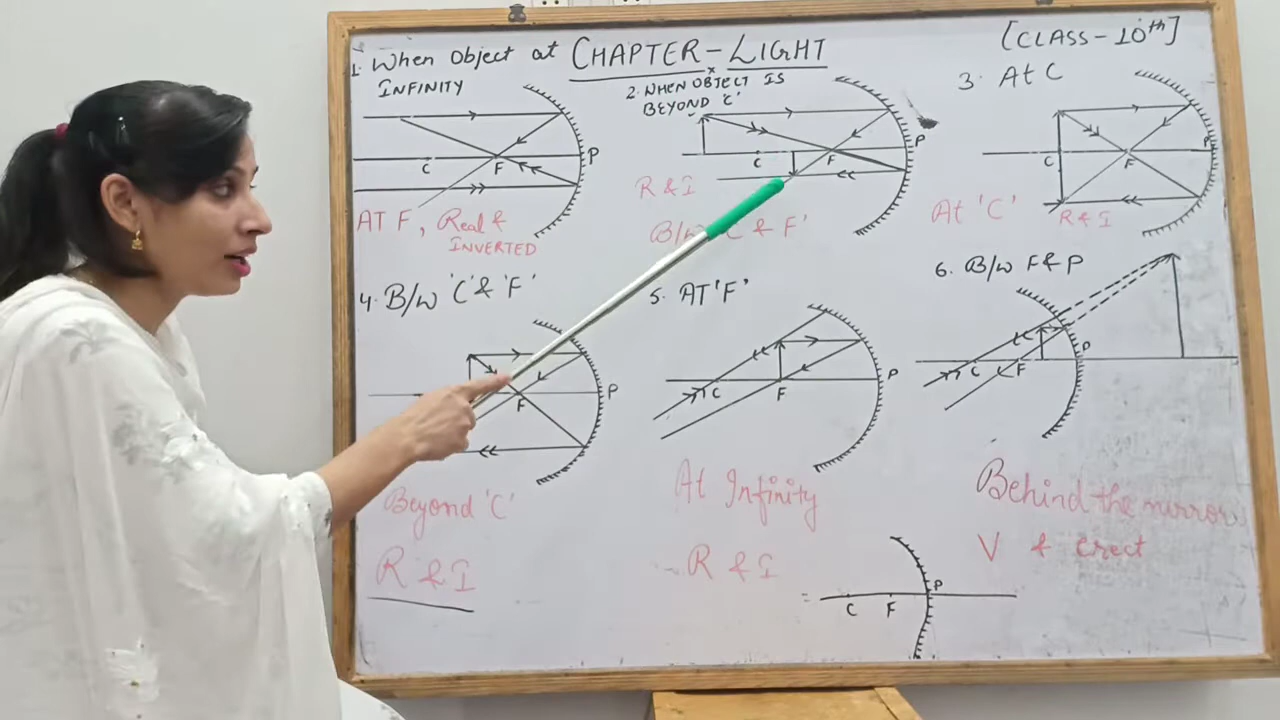 CHAPTER-LIGHT
[CLASS-10th]
1. When Object at
INFINITY
C
F
P
AT F, Real &
INVERTED
2. WHEN OBJECT IS
BEYOND 'C'
C
F
P
R & I
B/w 'C & F'
3. At C
C
F
P
At 'C'
R & I
4. B/w 'C' & 'F'
F
P
Beyond 'C'
R & I
5. AT 'F'
C
F
P
At Infinity
R & I
6. B/w F & P
C
F
P
Behind the mirror
V & erect
C
F
P